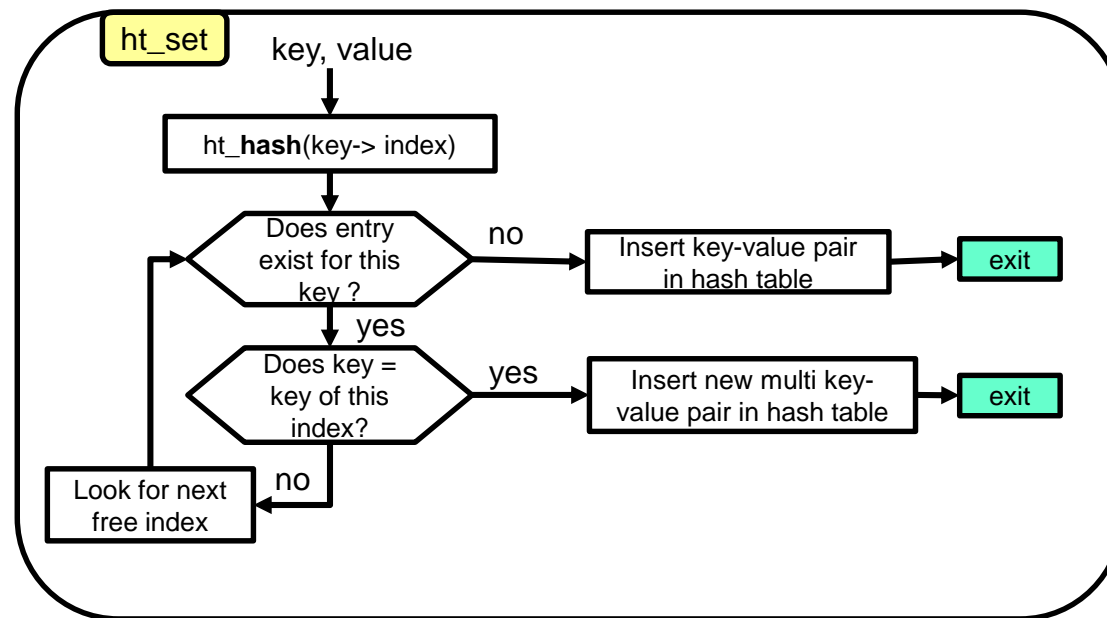 ht_set
key, value
ht_hash(key-> index)
Does entry
exist for this
key ?
no
Insert key-value pair
in hash table
exit
yes
Does key =
key of this
index?
yes
Insert new multi key-
value pair in hash table
exit
no
Look for next
free index